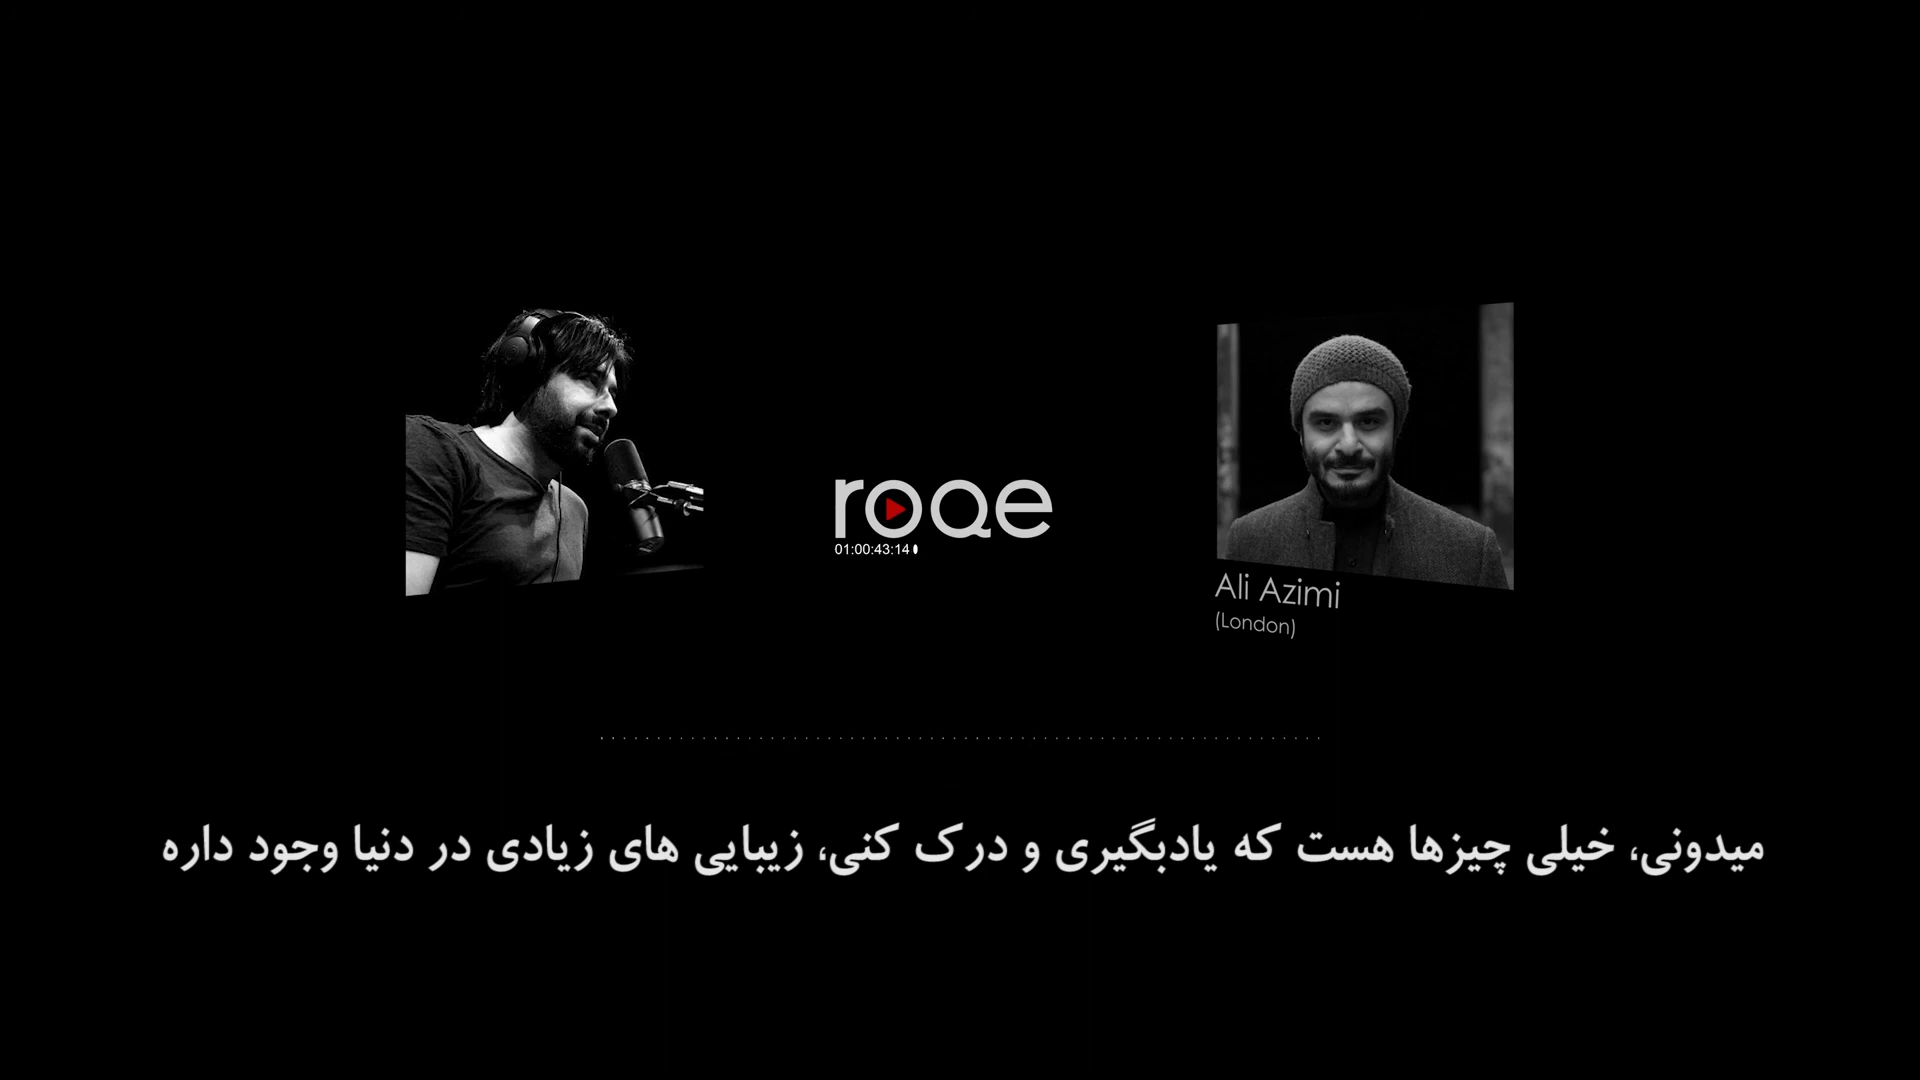 roqe
01:00:43:14
Ali Azimi
(London)
میدونی، خیلی چیزها هست که یادبگیری و درک کنی، زیبایی های زیادی در دنیا وجود داره